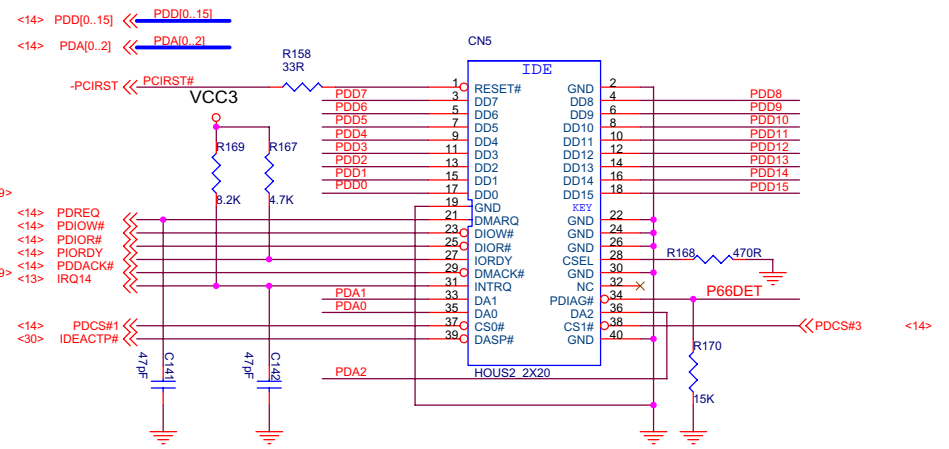 <14> PDD[0..15] PDD[0..15]
<14> PDA[0..2] PDA[0..2]
CN5
R158
33R
IDE
-PCIRST PCIRST#
VCC3
1 RESET# GND 2
PDD7 3 DD7 DD8 4 PDD8
PDD6 5 DD6 DD9 6 PDD9
PDD5 7 DD5 DD10 8 PDD10
PDD4 9 DD4 DD11 10 PDD11
PDD3 11 DD3 DD12 12 PDD12
PDD2 13 DD2 DD13 14 PDD13
PDD1 15 DD1 DD14 16 PDD14
PDD0 17 DD0 DD15 18 PDD15
R169 R167
8.2K 4.7K
9>
19 GND KEY
<14> PDREQ 21 DMARQ GND 22
<14> PDIOW# 23 DIOW# GND 24
<14> PDIOR# 25 DIOR# GND 26
<14> PIORDY 27 IORDY CSEL 28 R168 470R
<14> PDDACK# 29 DMACK# GND 30
9>
<13> IRQ14 31 INTRQ NC 32
PDA1 33 DA1 PDIAG# 34 P66DET
PDA0 35 DA0 DA2 36
<14> PDCS#1 37 CS0# CS1# 38 PDCS#3 <14>
<30> IDEACTP# 39 DASP# GND 40
R170
15K
47pF C141
47pF C142
PDA2
HOUS2 2X20